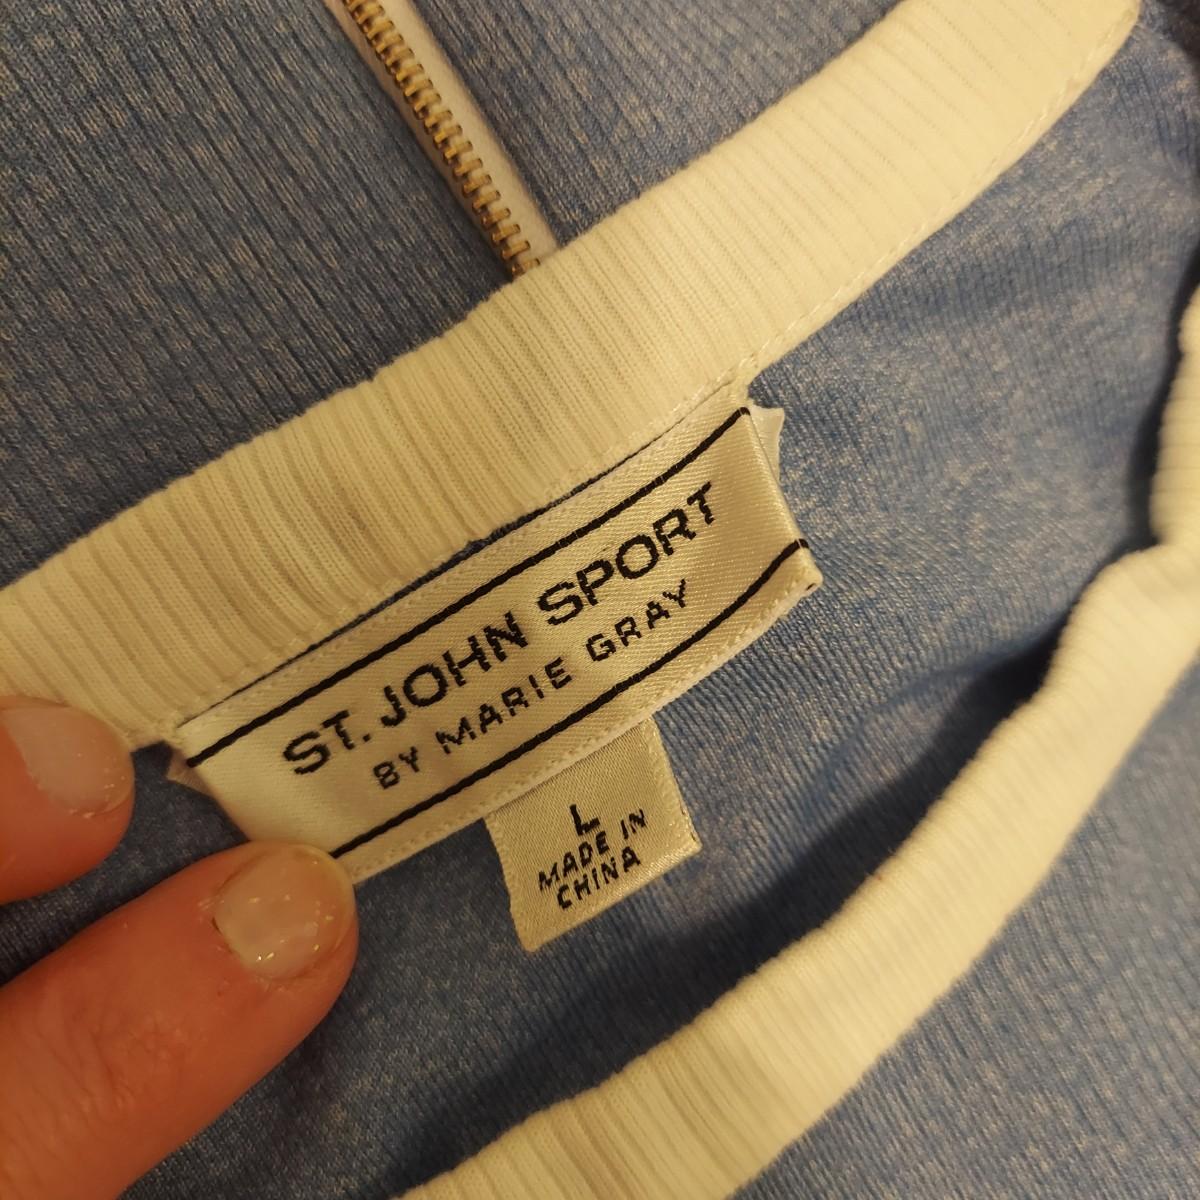 ST. JOHN SPORT
BY MARIE GRAY
L
MADE IN
CHINA